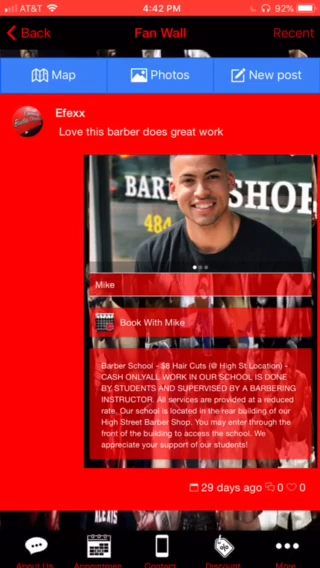 AT&T 4:42 PM 92%
Back Fan Wall Recent
Map Photos New post
Efexx
Love this barber does great work
BAR SHOP
484
Mike
Book With Mike
Barber School - $8 Hair Cuts (@ High St Location) -
CASH ONLYALL WORK IN OUR SCHOOL IS DONE
BY STUDENTS AND SUPERVISED BY A BARBERING
INSTRUCTOR. All services are provided at a reduced
rate. Our school is located in the rear building of our
High Street Barber Shop. You may enter through the
front of the building to access the school. We
appreciate your support of our students!
29 days ago 0 0
About Us Appointmen Contact Discount More